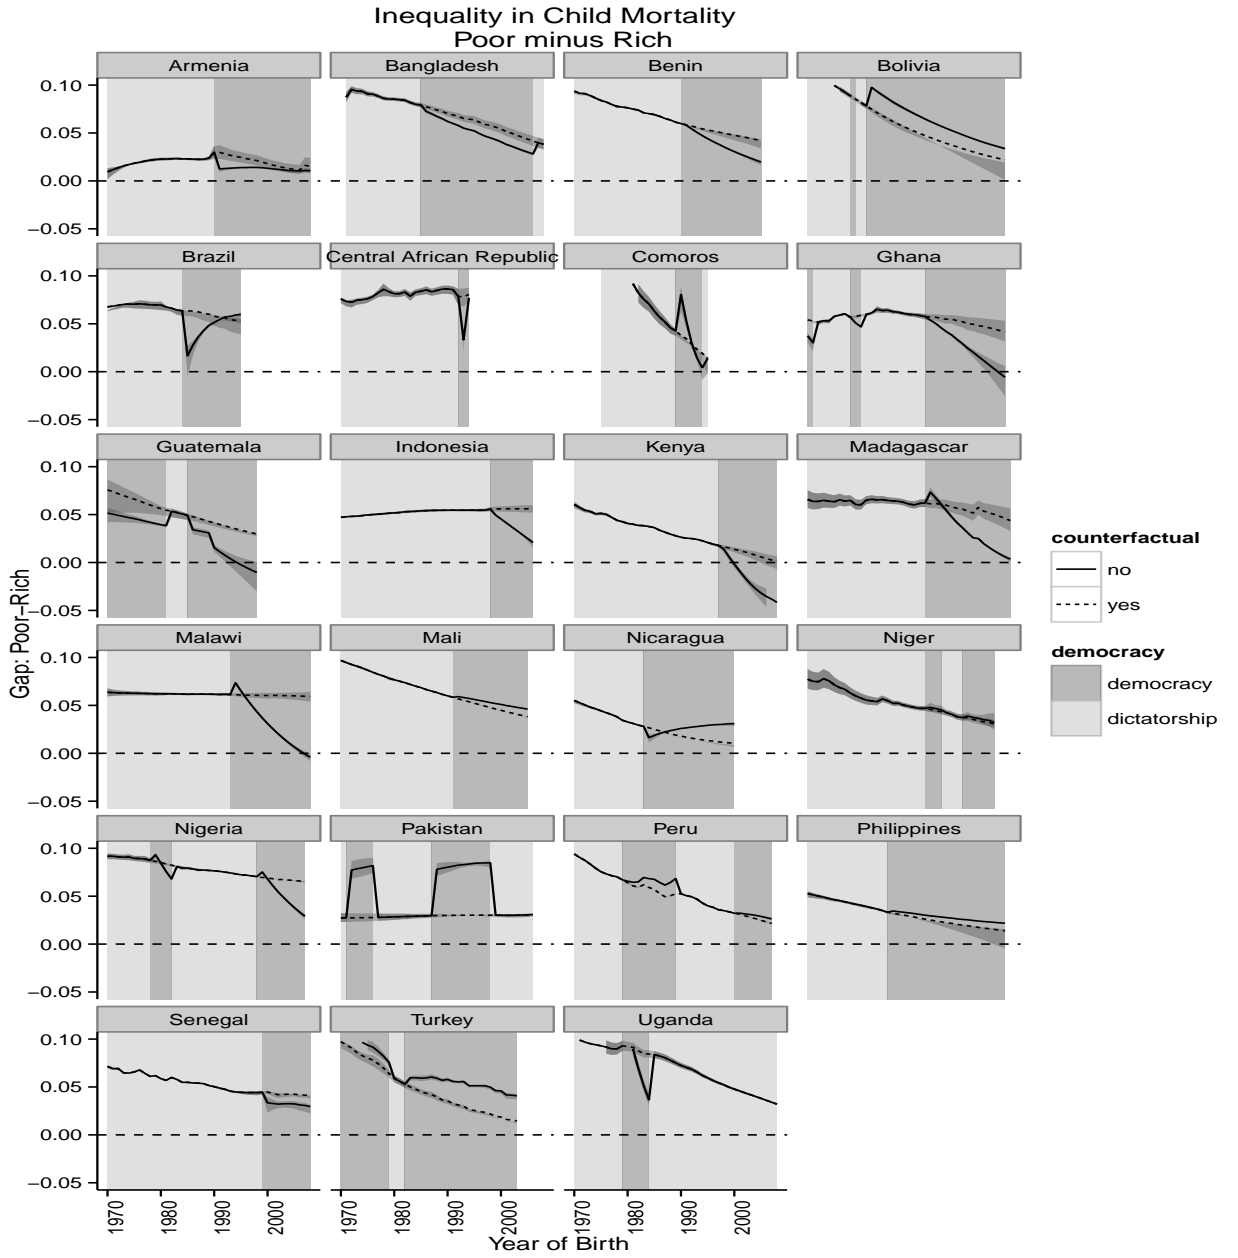 Inequality in Child Mortality
Poor minus Rich
Armenia
Bangladesh
Benin
Bolivia
0.10
0.05
0.00
−0.05
Brazil
Central African Republic
Comoros
Ghana
0.10
0.05
0.00
−0.05
Guatemala
Indonesia
Kenya
Madagascar
0.10
0.05
0.00
−0.05
Malawi
Mali
Nicaragua
Niger
0.10
0.05
0.00
−0.05
Nigeria
Pakistan
Peru
Philippines
0.10
0.05
0.00
−0.05
Senegal
Turkey
Uganda
0.10
0.05
0.00
−0.05
1970
1980
1990
2000
1970
1980
1990
2000
1970
1980
1990
2000
Year of Birth
Gap: Poor−Rich
counterfactual
no
yes
democracy
democracy
dictatorship